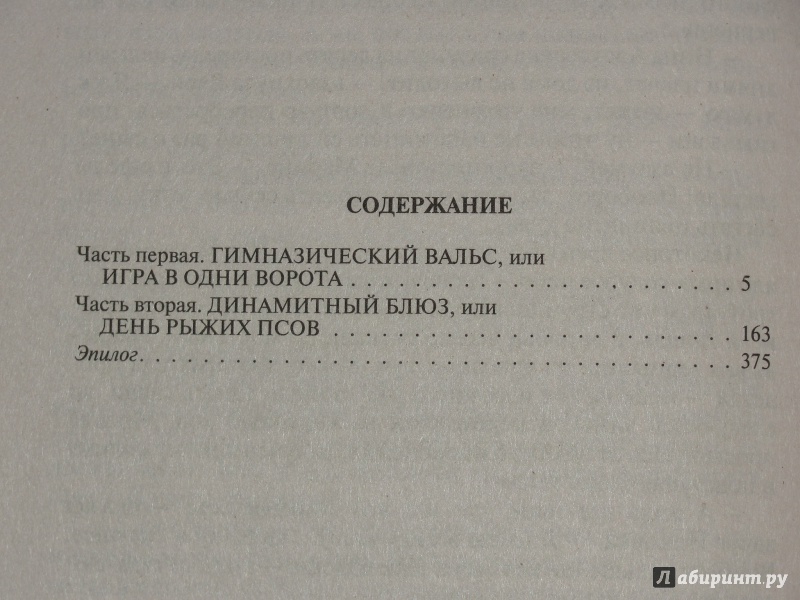 СОДЕРЖАНИЕ
Часть первая. ГИМНАЗИЧЕСКИЙ ВАЛЬС, или
ИГРА В ОДНИ ВОРОТА . . . . . . . . . . . . . . . . . . . . . . . . . . 5
Часть вторая. ДИНАМИТНЫЙ БЛЮЗ, или
ДЕНЬ РЫЖИХ ПСОВ . . . . . . . . . . . . . . . . . . . . . . . . . . . 163
Эпилог. . . . . . . . . . . . . . . . . . . . . . . . . . . . . . . . . . . . . 375
Лабиринт.ру